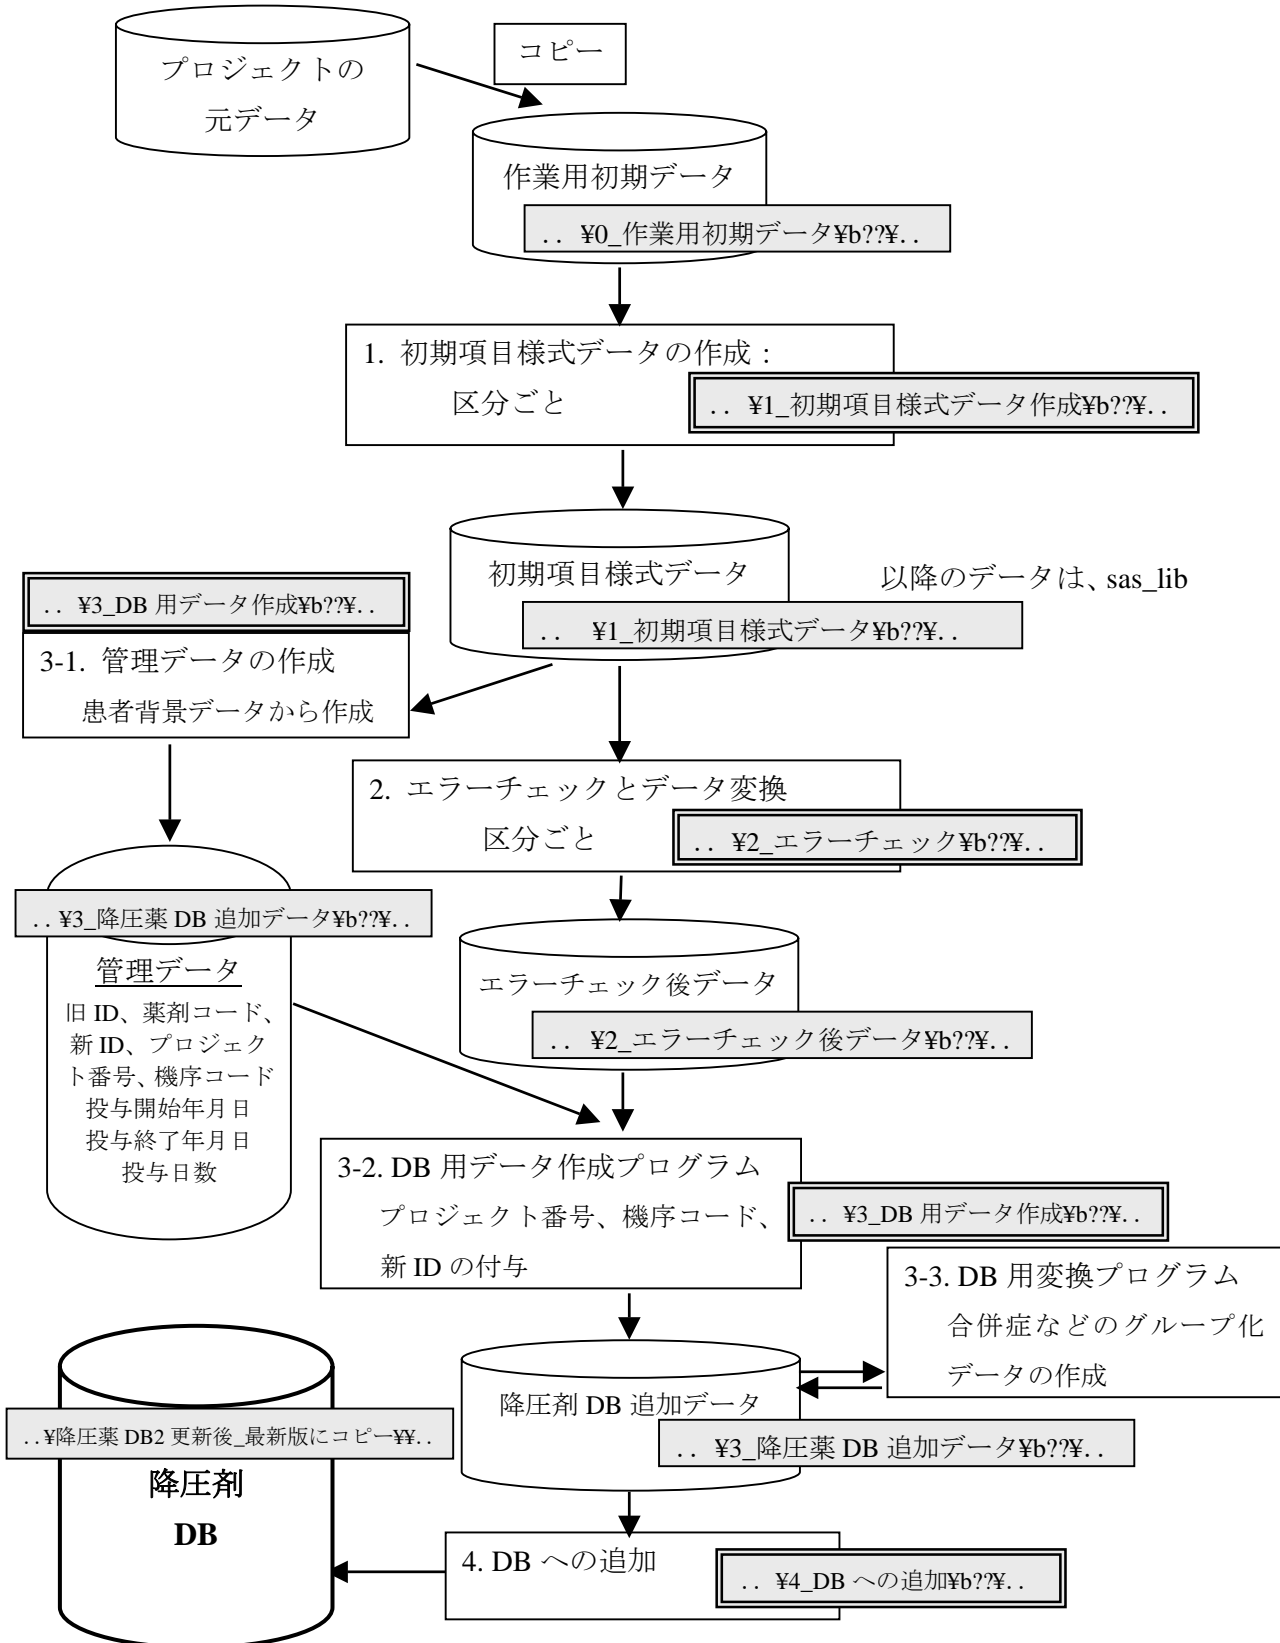 プロジェクトの
元データ
コピー
作業用初期データ
.. ¥0_作業用初期データ¥b??¥..
1. 初期項目様式データの作成：
区分ごと
.. ¥1_初期項目様式データ作成¥b??¥..
初期項目様式データ
以降のデータは、sas_lib
.. ¥1_初期項目様式データ¥b??¥..
.. ¥3_DB 用データ作成¥b??¥..
3-1. 管理データの作成
患者背景データから作成
2. エラーチェックとデータ変換
区分ごと
.. ¥2_エラーチェック¥b??¥..
.. ¥3_降圧薬 DB 追加データ¥b??¥..
管理データ
旧 ID、薬剤コード、
新 ID、プロジェク
ト番号、機序コード
投与開始年月日
投与終了年月日
投与日数
エラーチェック後データ
.. ¥2_エラーチェック後データ¥b??¥..
3-2. DB 用データ作成プログラム
プロジェクト番号、機序コード、
新 ID の付与
.. ¥3_DB 用データ作成¥b??¥..
3-3. DB 用変換プログラム
合併症などのグループ化
データの作成
降圧剤 DB 追加データ
.. ¥3_降圧薬 DB 追加データ¥b??¥..
..¥降圧薬 DB2 更新後_最新版にコピー¥¥..
降圧剤
DB
4. DB への追加
.. ¥4_DB への追加¥b??¥..